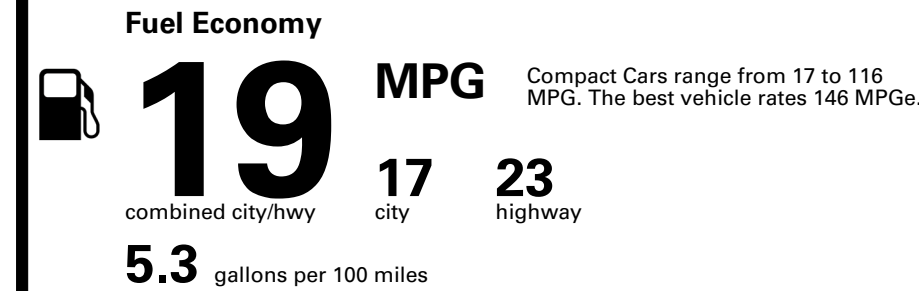 Fuel Economy
19 MPG
Compact Cars range from 17 to 116
MPG. The best vehicle rates 146 MPGe.
17 23
combined city/hwy city highway
5.3 gallons per 100 miles